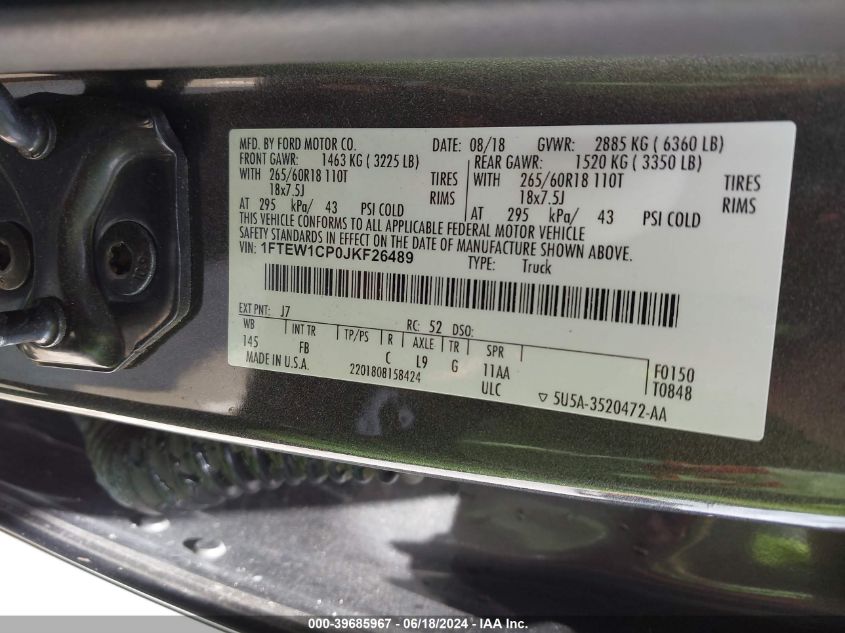 MFD. BY FORD MOTOR CO. DATE: 08/18 GVWR: 2885 KG ( 6360 LB)
FRONT GAWR: 1463 KG ( 3225 LB) REAR GAWR: 1520 KG ( 3350 LB)
WITH 265/60R18 110T TIRES WITH 265/60R18 110T TIRES
18x7.5J RIMS 18x7.5J RIMS
AT 295 kPa/ 43 PSI COLD AT 295 kPa/ 43 PSI COLD
THIS VEHICLE CONFORMS TO ALL APPLICABLE FEDERAL MOTOR VEHICLE
SAFETY STANDARDS IN EFFECT ON THE DATE OF MANUFACTURE SHOWN ABOVE.
VIN: 1FTEW1CP0JKF26489 TYPE: Truck
EXT PNT: J7 RC: 52 DSO:
WB INT TR TP/PS R AXLE TR SPR
145 FB C L9 G 11AA F0150
MADE IN U.S.A. 2201808158424 ULC ▽ 5U5A-3520472-AA T0848
000-39685967 - 06/18/2024 - IAA Inc.